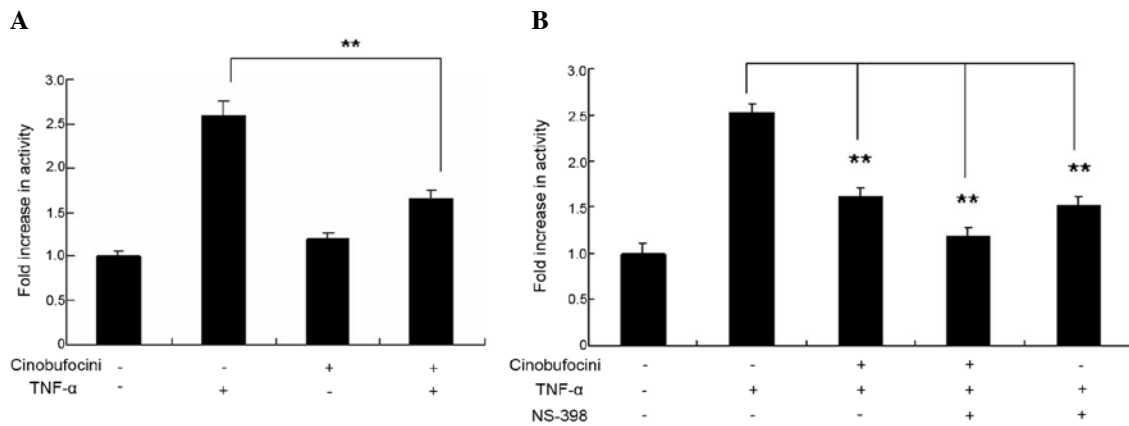 A
**
3.0
2.5
2.0
1.5
1.0
0.5
0
Fold increase in activity
Cinobufocini - - + +
TNF-α - + - +
B
3.0
2.5
2.0
1.5
1.0
0.5
0
Fold increase in activity
** ** **
Cinobufocini - - + + -
TNF-α - + + + +
NS-398 - - - + +